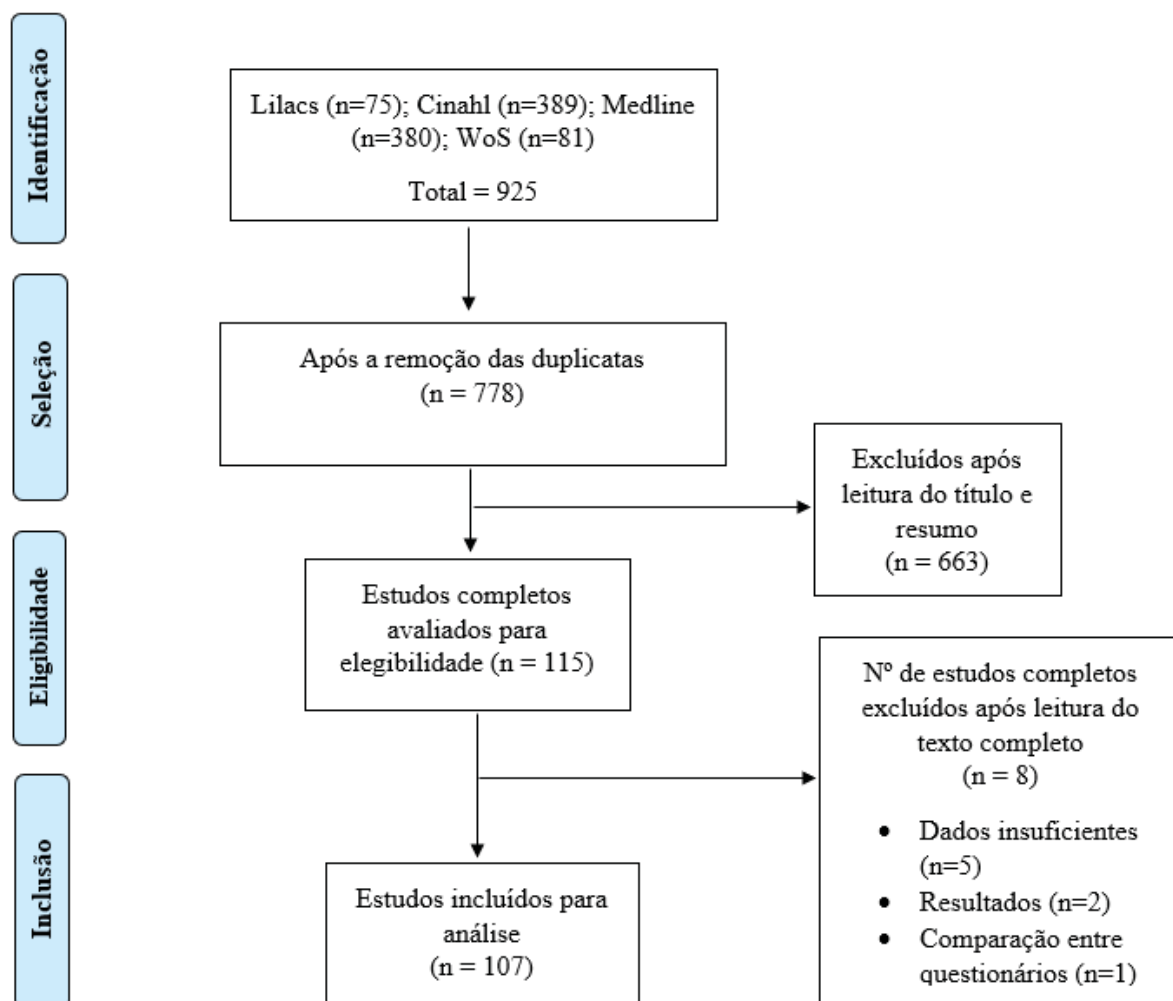 Identificação
Lilacs (n=75); Cinahl (n=389); Medline
(n=380); WoS (n=81)
Total = 925
Seleção
Após a remoção das duplicatas
(n = 778)
Excluídos após
leitura do título e
resumo
(n = 663)
Eligibilidade
Estudos completos
avaliados para
elegibilidade (n = 115)
Nº de estudos completos
excluídos após leitura do
texto completo
(n = 8)
• Dados insuficientes
(n=5)
• Resultados (n=2)
• Comparação entre
questionários (n=1)
Inclusão
Estudos incluídos para
análise
(n = 107)